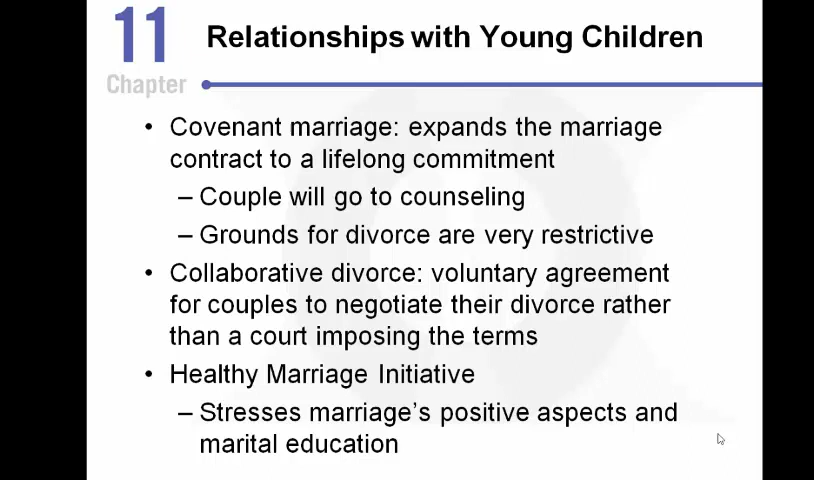 11
Chapter
Relationships with Young Children
• Covenant marriage: expands the marriage
contract to a lifelong commitment
– Couple will go to counseling
– Grounds for divorce are very restrictive
• Collaborative divorce: voluntary agreement
for couples to negotiate their divorce rather
than a court imposing the terms
• Healthy Marriage Initiative
– Stresses marriage's positive aspects and
marital education